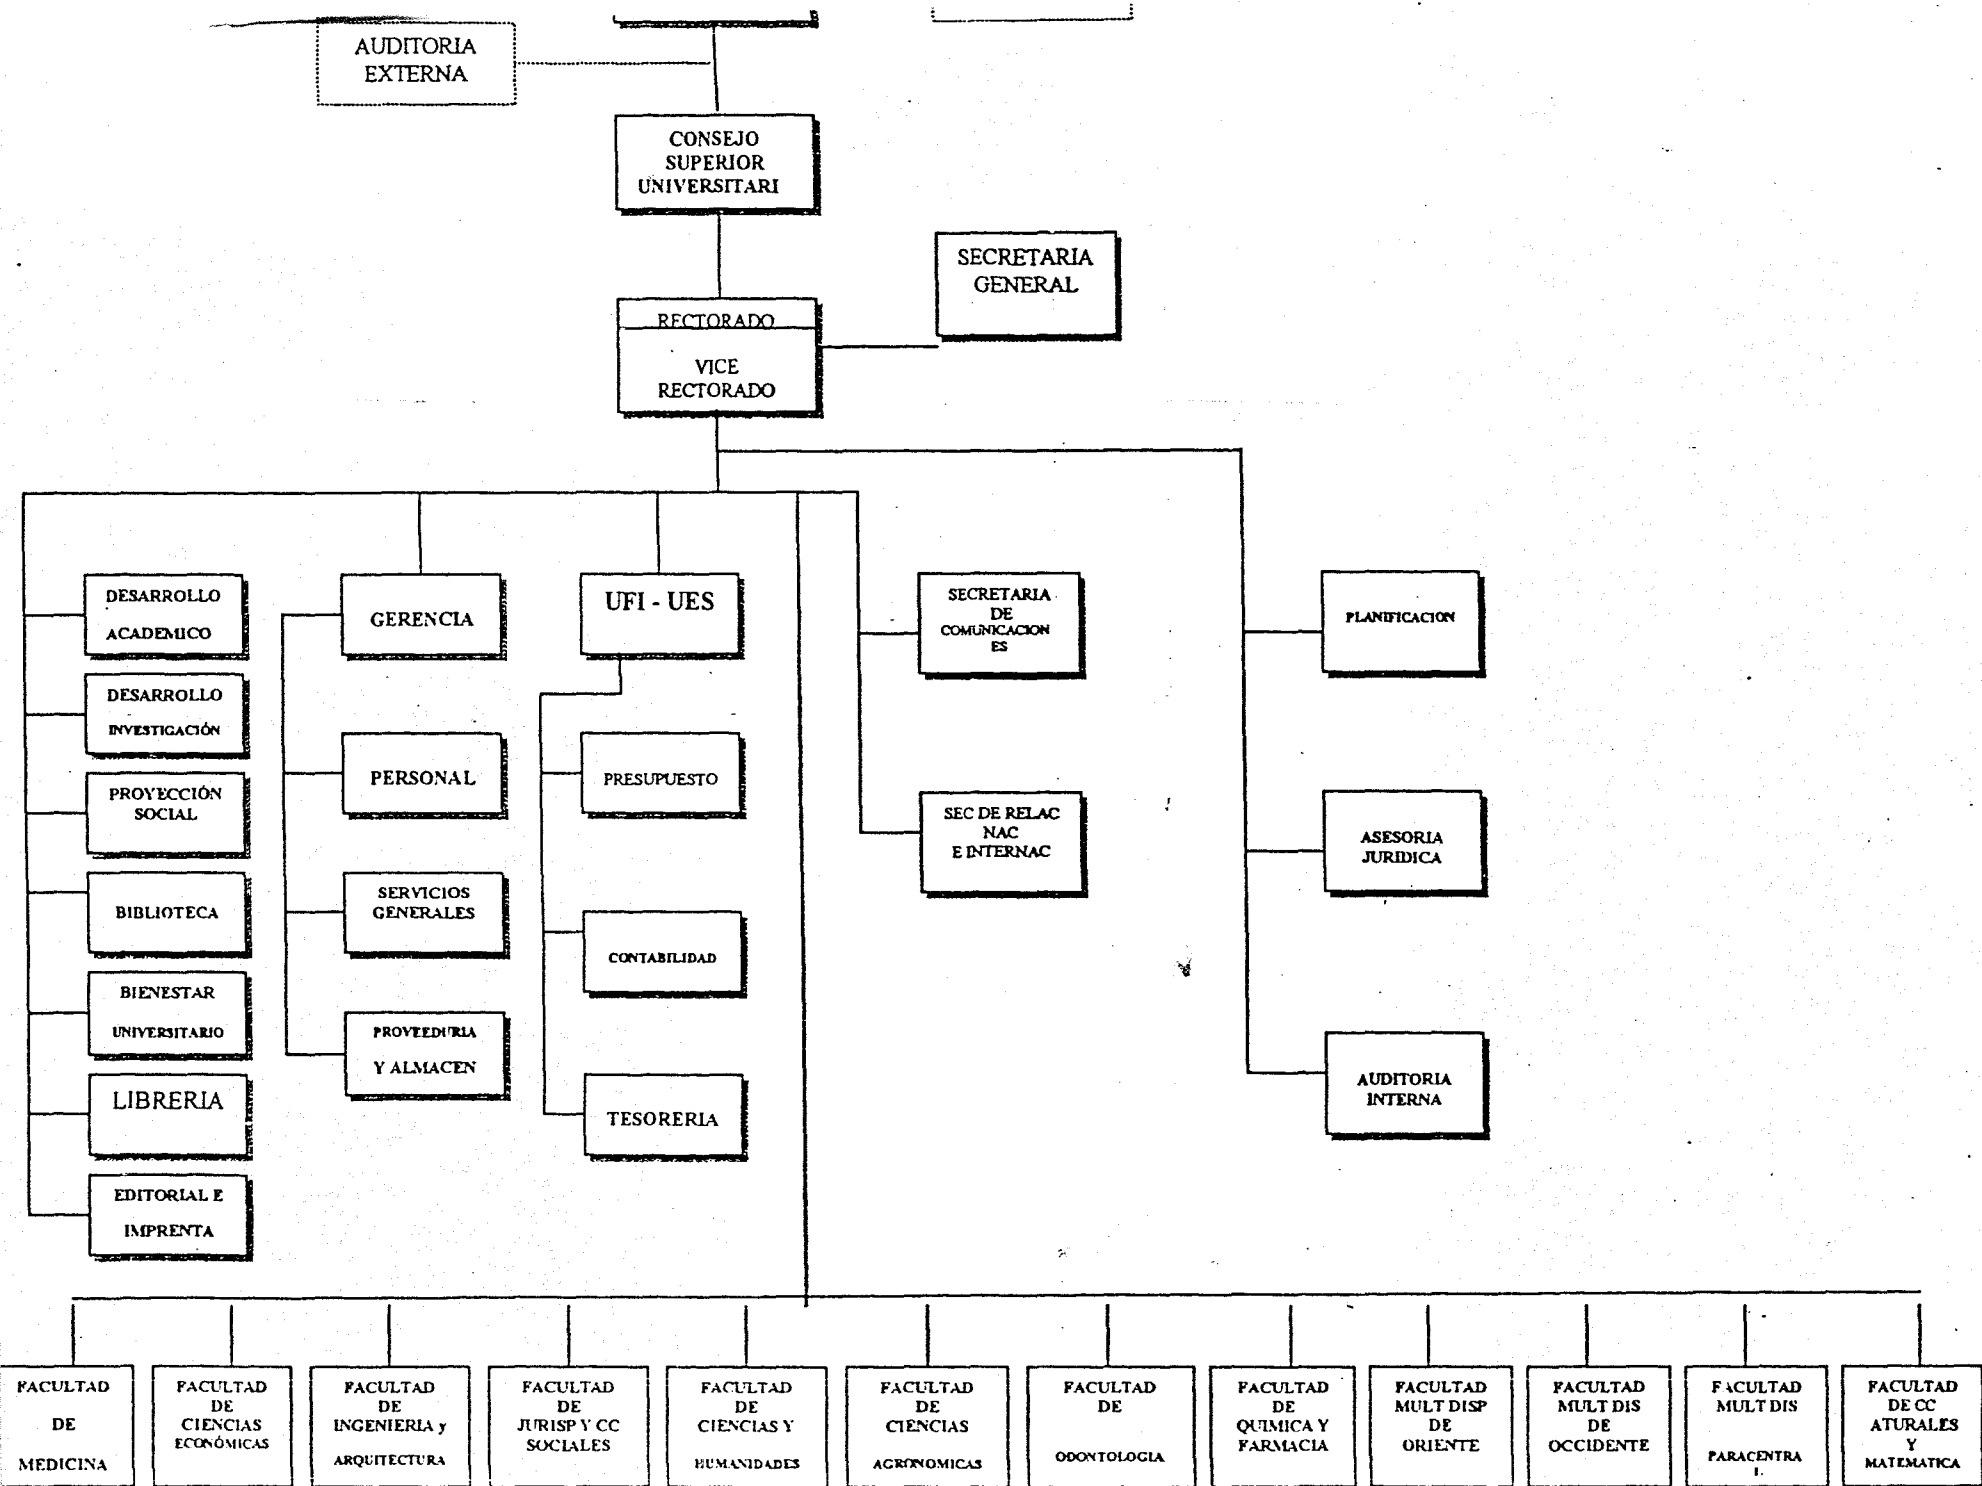 AUDITORIA
EXTERNA
CONSEJO
SUPERIOR
UNIVERSITARI
SECRETARIA
GENERAL
RECTORADO
VICE
RECTORADO
DESARROLLO
ACADEMICO
DESARROLLO
INVESTIGACIÓN
PROYECCIÓN
SOCIAL
BIBLIOTECA
BIENESTAR
UNIVERSITARIO
LIBRERIA
EDITORIAL E
IMPRENTA
GERENCIA
PERSONAL
SERVICIOS
GENERALES
PROVEEDURIA
Y ALMACEN
UFI - UES
PRESUPUESTO
CONTABILIDAD
TESORERIA
SECRETARIA
DE
COMUNICACION
ES
SEC DE RELAC
NAC
E INTERNAC
PLANIFICACION
ASESORIA
JURIDICA
AUDITORIA
INTERNA
FACULTAD
DE
MEDICINA
FACULTAD
DE
CIENCIAS
ECONÓMICAS
FACULTAD
DE
INGENIERIA y
ARQUITECTURA
FACULTAD
DE
JURISP Y CC
SOCIALES
FACULTAD
DE
CIENCIAS Y
HUMANIDADES
FACULTAD
DE
CIENCIAS
AGRONOMICAS
FACULTAD
DE
ODONTOLOGIA
FACULTAD
DE
QUIMICA Y
FARMACIA
FACULTAD
MULT DISP
DE
ORIENTE
FACULTAD
MULT DIS
DE
OCCIDENTE
FACULTAD
MULT DIS
PARACENTRA
L
FACULTAD
DE CC
ATURALES
Y
MATEMATICA